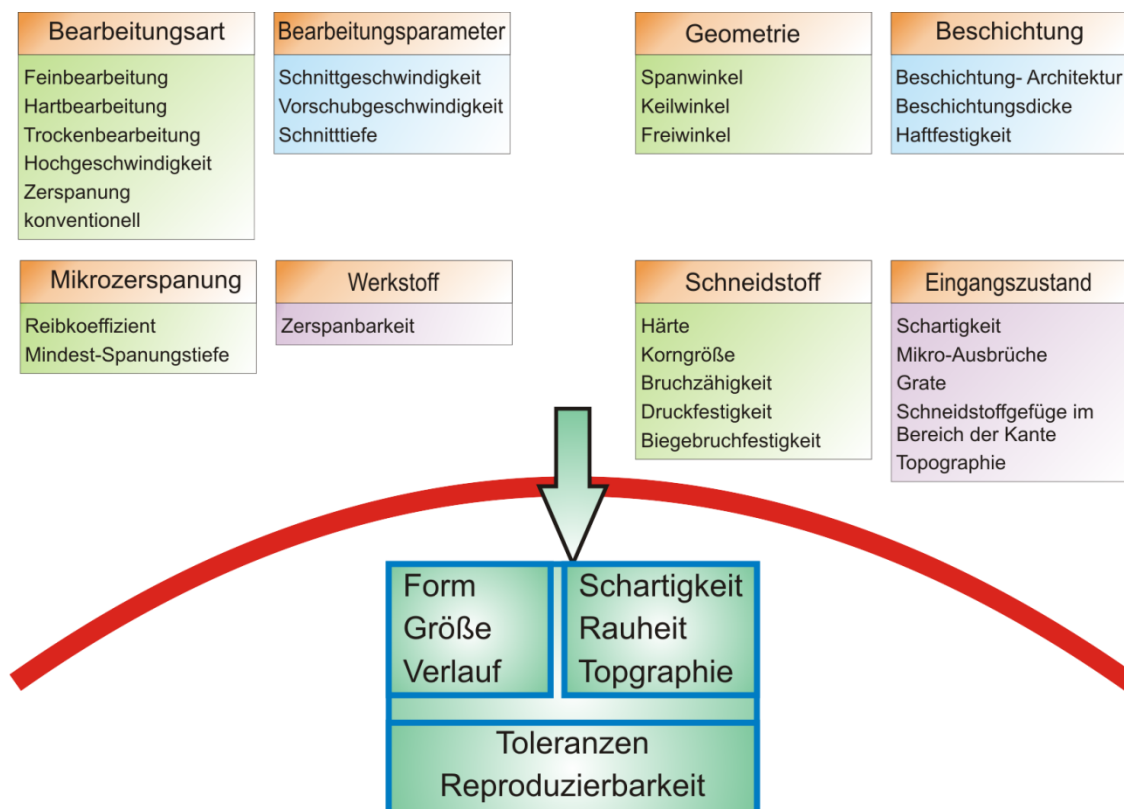 Bearbeitungsart
Feinbearbeitung
Hartbearbeitung
Trockenbearbeitung
Hochgeschwindigkeit
Zerspanung
konventionell
Bearbeitungsparameter
Schnittgeschwindigkeit
Vorschubgeschwindigkeit
Schnitttiefe
Geometrie
Spanwinkel
Keilwinkel
Freiwinkel
Beschichtung
Beschichtung- Architektur
Beschichtungsdicke
Haftfestigkeit
Mikrozerspanung
Reibkoeffizient
Mindest-Spanungstiefe
Werkstoff
Zerspanbarkeit
Schneidstoff
Härte
Korngröße
Bruchzähigkeit
Druckfestigkeit
Biegebruchfestigkeit
Eingangszustand
Schartigkeit
Mikro-Ausbrüche
Grate
Schneidstoffgefüge im
Bereich der Kante
Topographie
Form
Größe
Verlauf
Schartigkeit
Rauheit
Topgraphie
Toleranzen
Reproduzierbarkeit